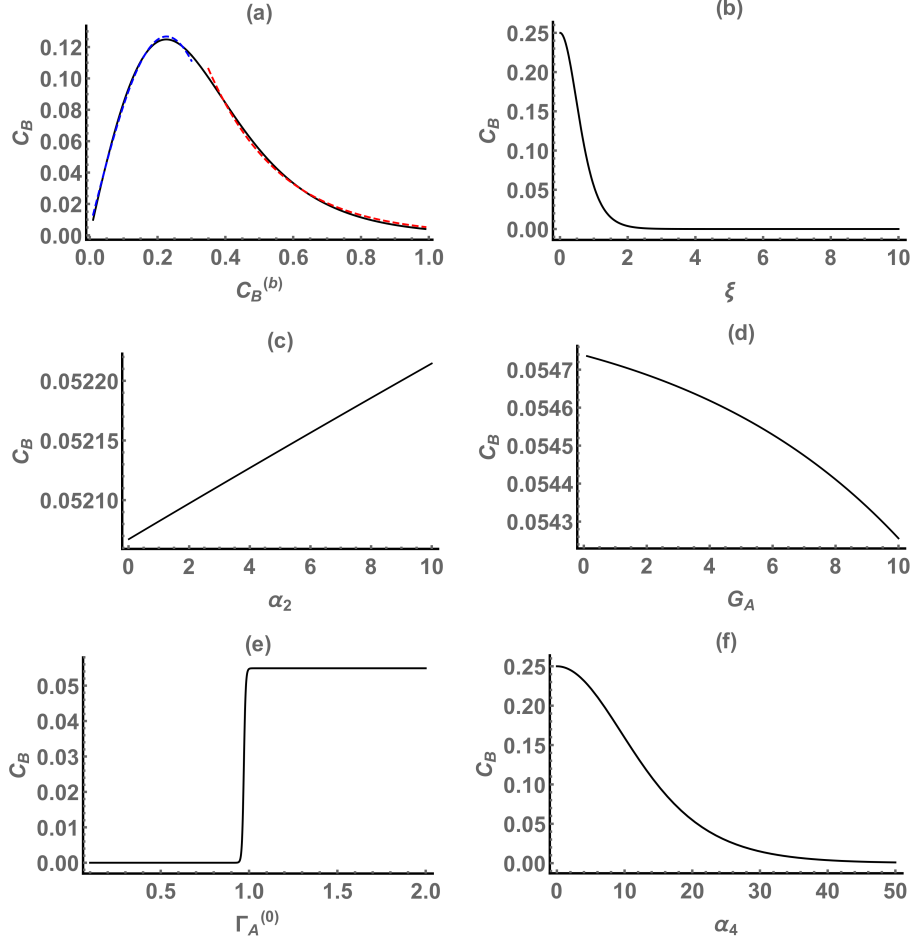 (a)
C_B
0.12
0.10
0.08
0.06
0.04
0.02
0.00
0.0 0.2 0.4 0.6 0.8 1.0
C_B^(b)
(b)
C_B
0.25
0.20
0.15
0.10
0.05
0.00
0 2 4 6 8 10
ξ
(c)
C_B
0.05220
0.05215
0.05210
0 2 4 6 8 10
α_2
(d)
C_B
0.0547
0.0546
0.0545
0.0544
0.0543
0 2 4 6 8 10
G_A
(e)
C_B
0.05
0.04
0.03
0.02
0.01
0.00
0.5 1.0 1.5 2.0
Γ_A^(0)
(f)
C_B
0.25
0.20
0.15
0.10
0.05
0.00
0 10 20 30 40 50
α_4